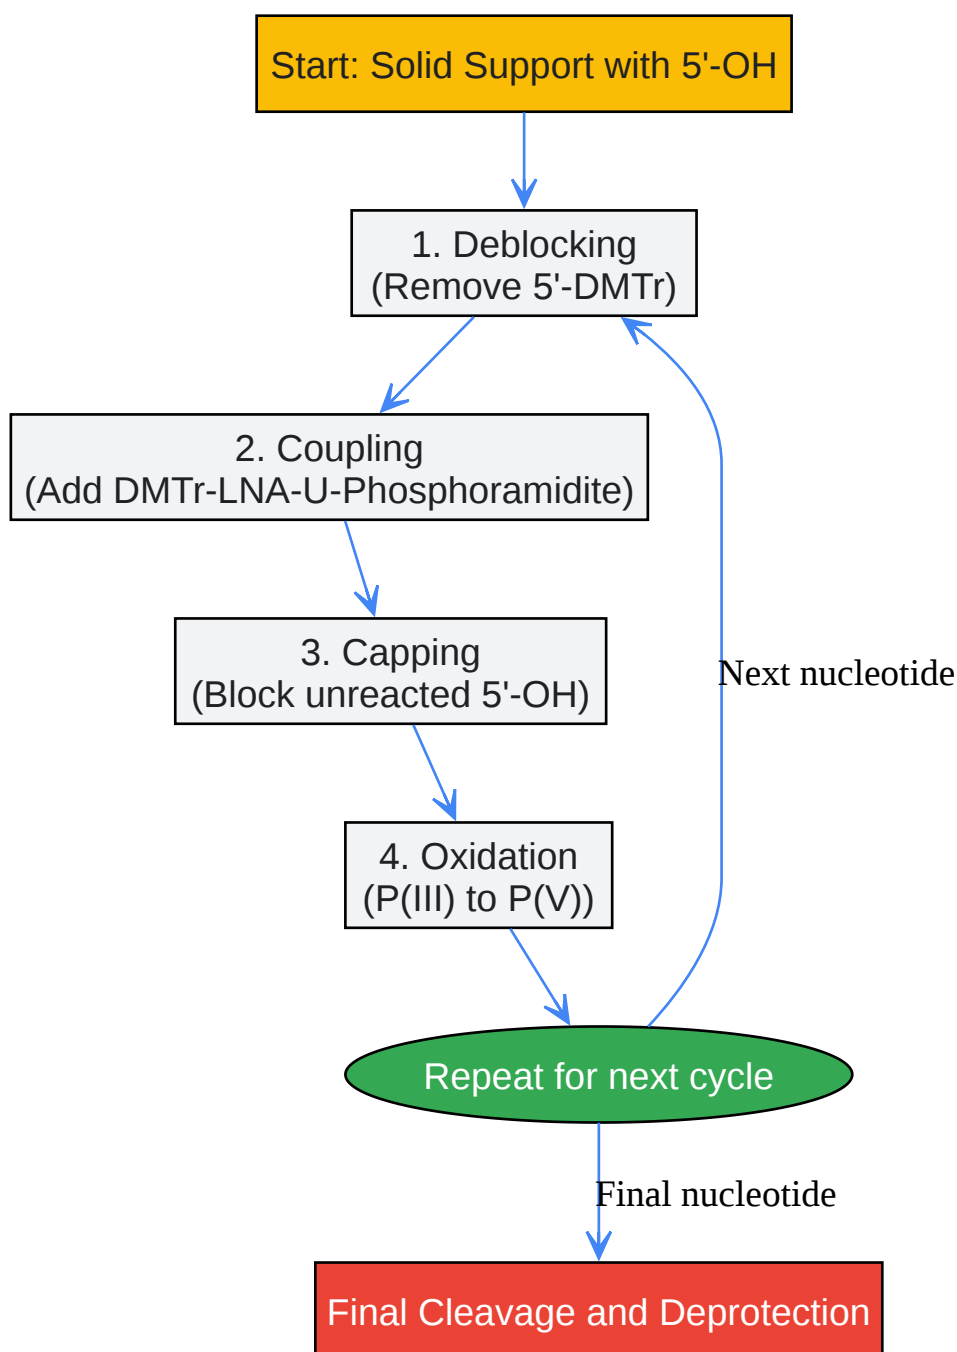 Start: Solid Support with 5'-OH
1. Deblocking
(Remove 5'-DMTr)
2. Coupling
(Add DMTr-LNA-U-Phosphoramidite)
3. Capping
(Block unreacted 5'-OH)
Next nucleotide
4. Oxidation
(P(III) to P(V))
Repeat for next cycle
Final nucleotide
Final Cleavage and Deprotection